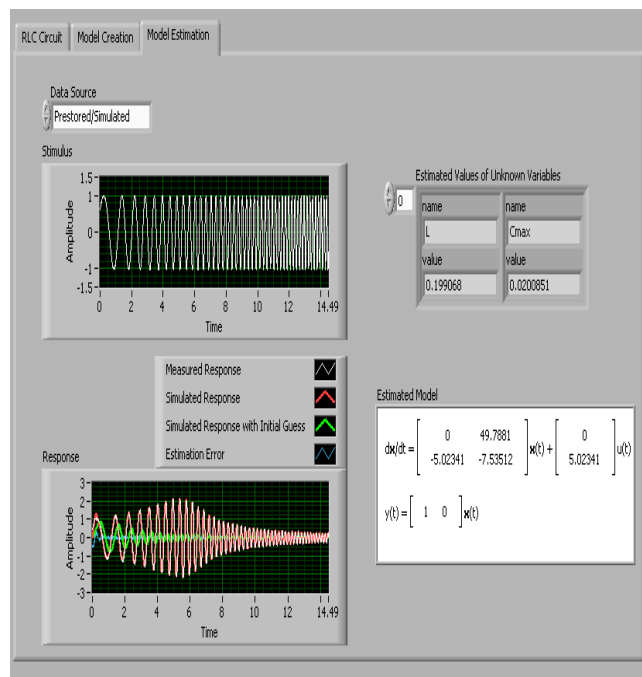 RLC Circuit Model Creation Model Estimation
Data Source
Prestored/Simulated
Stimulus
Amplitude
1.5
1
0
-1
-1.5
0 2 4 6 8 10 12 14.49
Time
Estimated Values of Unknown Variables
0
name name
L Cmax
value value
0.199068 0.0200851
Measured Response
Simulated Response
Simulated Response with Initial Guess
Estimation Error
Response
Amplitude
3
2
1
0
-1
-2
-3
0 2 4 6 8 10 12 14.49
Time
Estimated Model
dx/dt = [ 0 49.7881
-5.02341 -7.53512 ] x(t) + [ 0
5.02341 ] u(t)
y(t) = [ 1 0 ] x(t)